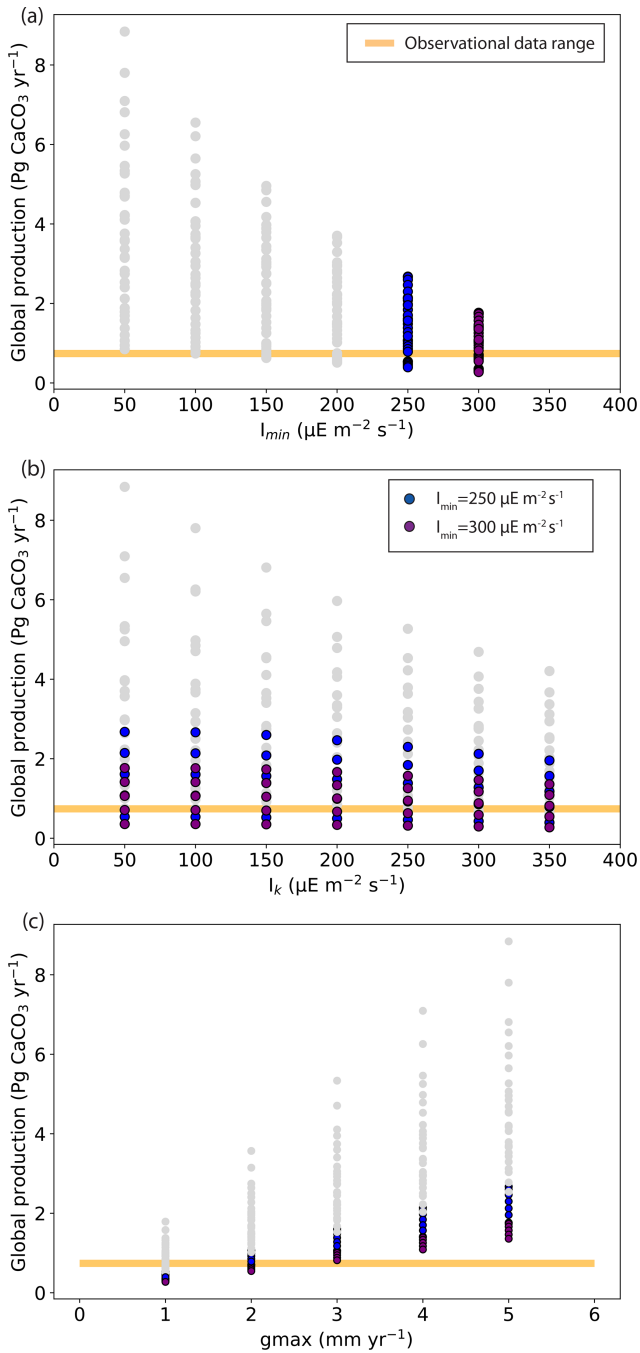 (a)
Observational data range
Global production (Pg CaCO₃ yr⁻¹)
8
6
4
2
0
0 50 100 150 200 250 300 350 400
Iₘᵢₙ (µE m⁻² s⁻¹)
(b)
Iₘᵢₙ=250 µE m⁻² s⁻¹
Iₘᵢₙ=300 µE m⁻² s⁻¹
Global production (Pg CaCO₃ yr⁻¹)
8
6
4
2
0
0 50 100 150 200 250 300 350 400
Iₖ (µE m⁻² s⁻¹)
(c)
Global production (Pg CaCO₃ yr⁻¹)
8
6
4
2
0
0 1 2 3 4 5 6
gmax (mm yr⁻¹)